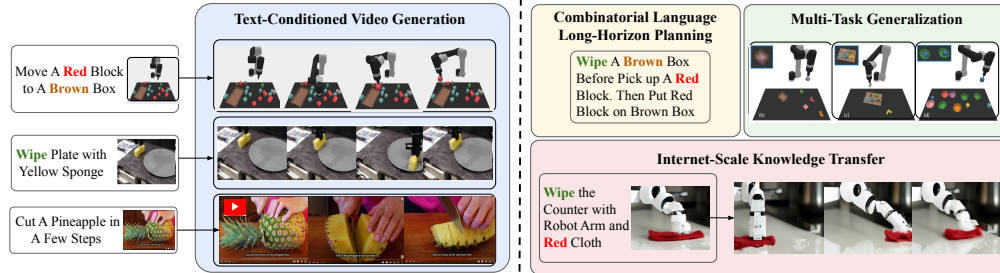 Text-Conditioned Video Generation
Move A Red Block
to A Brown Box
Wipe Plate with
Yellow Sponge
Cut A Pineapple in
A Few Steps
Combinatorial Language
Long-Horizon Planning
Wipe A Brown Box
Before Pick up A Red
Block. Then Put Red
Block on Brown Box
Multi-Task Generalization
(b)
(c)
(d)
Internet-Scale Knowledge Transfer
Wipe the
Counter with
Robot Arm and
Red Cloth